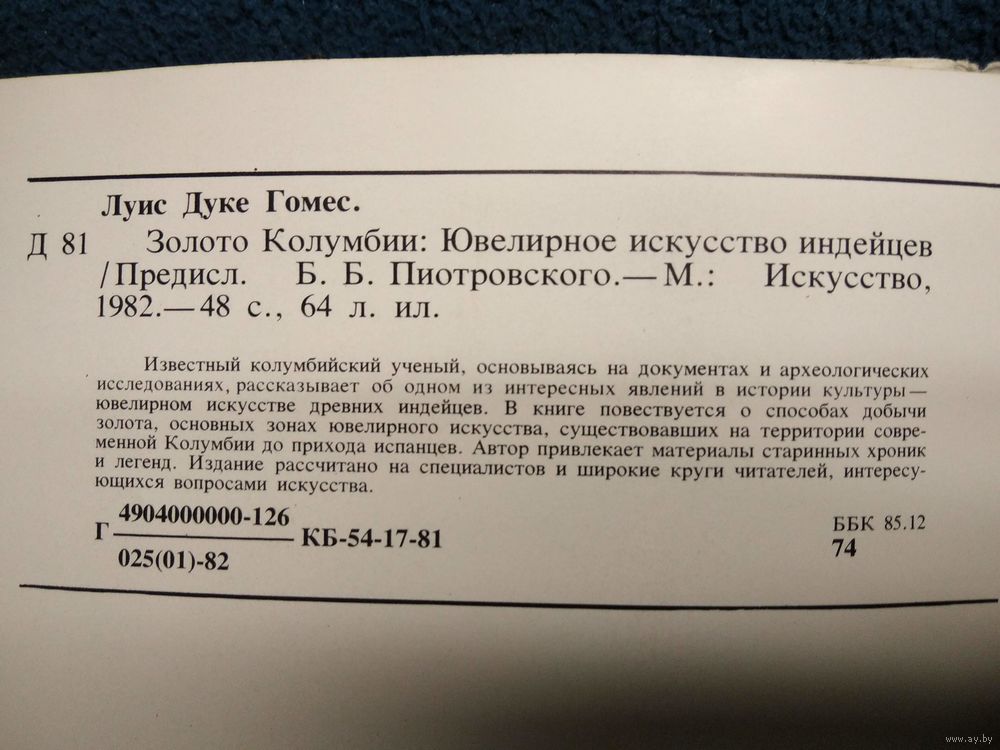 Луис Дуке Гомес.
Д 81 Золото Колумбии: Ювелирное искусство индейцев
/Предисл. Б. Б. Пиотровского.— М.: Искусство,
1982.— 48 с., 64 л. ил.
Известный колумбийский ученый, основываясь на документах и археологических
исследованиях, рассказывает об одном из интересных явлений в истории культуры —
ювелирном искусстве древних индейцев. В книге повествуется о способах добычи
золота, основных зонах ювелирного искусства, существовавших на территории совре-
менной Колумбии до прихода испанцев. Автор привлекает материалы старинных хроник
и легенд. Издание рассчитано на специалистов и широкие круги читателей, интересу-
ющихся вопросами искусства.
4904000000-126
Г КБ-54-17-81
025(01)-82
ББК 85.12
74
www.ay.by